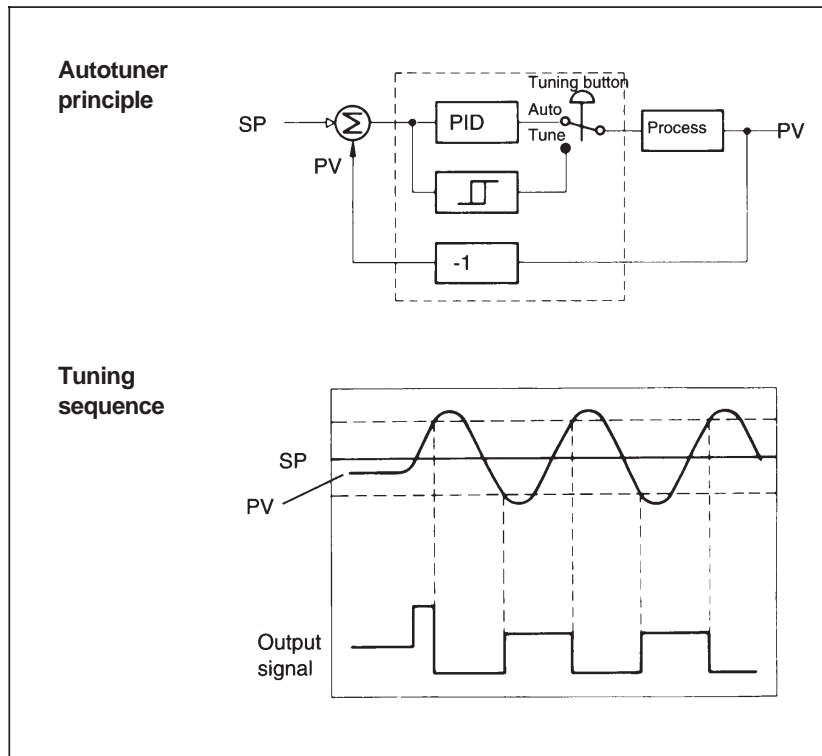 Autotuner
principle
Tuning button
SP
Σ
PID
Auto
Tune
Process
PV
PV
-1
Tuning
sequence
SP
PV
Output
signal